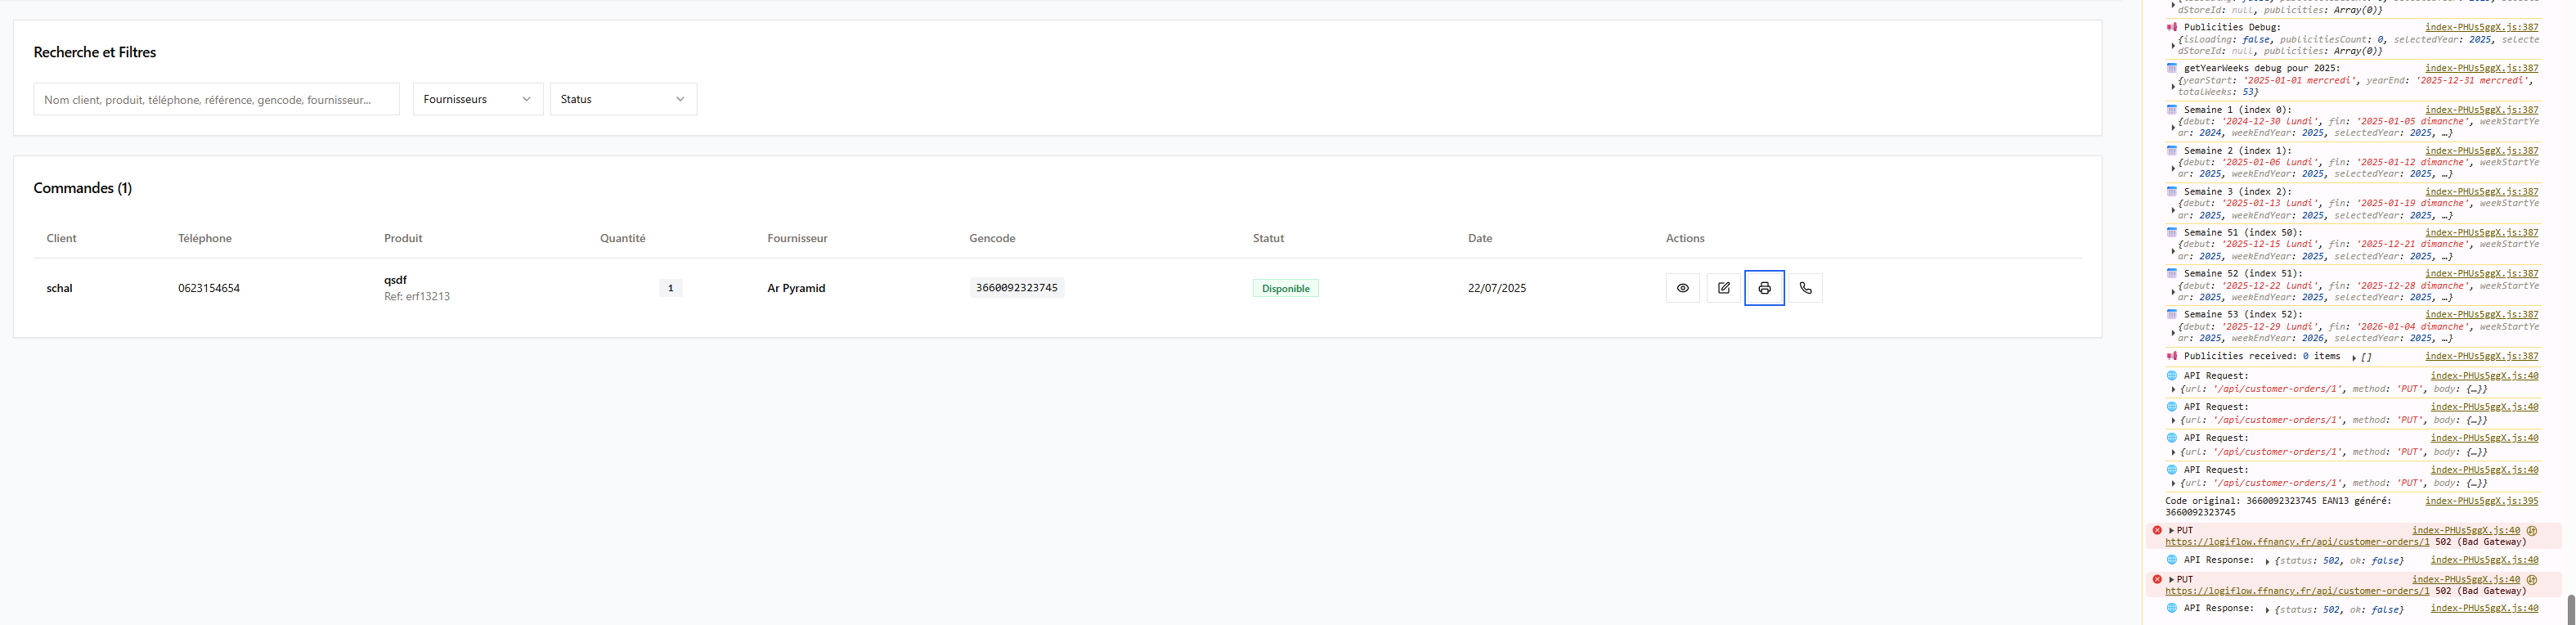 Recherche et Filtres
Nom client, produit, téléphone, référence, gencode, fournisseur...
Fournisseurs
Status
Commandes (1)
Client Téléphone Produit Quantité Fournisseur Gencode Statut Date Actions
schal 0623154654 qsdf 1 Ar Pyramid 3660092323745 Disponible 22/07/2025
Ref: erf13213
dStoreId: null, publicities: Array(0)}
Publicities Debug: index-PHUs5ggX.js:387
{isLoading: false, publicitiesCount: 0, selectedYear: 2025, selecte
dStoreId: null, publicities: Array(0)}
getYearWeeks debug pour 2025: index-PHUs5ggX.js:387
{yearStart: '2025-01-01 mercredi', yearEnd: '2025-12-31 mercredi',
totalWeeks: 53}
Semaine 1 (index 0): index-PHUs5ggX.js:387
{debut: '2024-12-30 lundi', fin: '2025-01-05 dimanche', weekStartYe
ar: 2024, weekEndYear: 2025, selectedYear: 2025, …}
Semaine 2 (index 1): index-PHUs5ggX.js:387
{debut: '2025-01-06 lundi', fin: '2025-01-12 dimanche', weekStartYe
ar: 2025, weekEndYear: 2025, selectedYear: 2025, …}
Semaine 3 (index 2): index-PHUs5ggX.js:387
{debut: '2025-01-13 lundi', fin: '2025-01-19 dimanche', weekStartYe
ar: 2025, weekEndYear: 2025, selectedYear: 2025, …}
Semaine 51 (index 50): index-PHUs5ggX.js:387
{debut: '2025-12-15 lundi', fin: '2025-12-21 dimanche', weekStartYe
ar: 2025, weekEndYear: 2025, selectedYear: 2025, …}
Semaine 52 (index 51): index-PHUs5ggX.js:387
{debut: '2025-12-22 lundi', fin: '2025-12-28 dimanche', weekStartYe
ar: 2025, weekEndYear: 2025, selectedYear: 2025, …}
Semaine 53 (index 52): index-PHUs5ggX.js:387
{debut: '2025-12-29 lundi', fin: '2026-01-04 dimanche', weekStartYe
ar: 2025, weekEndYear: 2026, selectedYear: 2025, …}
Publicities received: 0 items [] index-PHUs5ggX.js:387
API Request: index-PHUs5ggX.js:40
{url: '/api/customer-orders/1', method: 'PUT', body: {…}}
API Request: index-PHUs5ggX.js:40
{url: '/api/customer-orders/1', method: 'PUT', body: {…}}
API Request: index-PHUs5ggX.js:40
{url: '/api/customer-orders/1', method: 'PUT', body: {…}}
API Request: index-PHUs5ggX.js:40
{url: '/api/customer-orders/1', method: 'PUT', body: {…}}
Code original: 3660092323745 EAN13 généré: index-PHUs5ggX.js:395
3660092323745
PUT index-PHUs5ggX.js:40
https://logiflow.ffnancy.fr/api/customer-orders/1 502 (Bad Gateway)
API Response: {status: 502, ok: false} index-PHUs5ggX.js:40
PUT index-PHUs5ggX.js:40
https://logiflow.ffnancy.fr/api/customer-orders/1 502 (Bad Gateway)
API Response: {status: 502, ok: false} index-PHUs5ggX.js:40